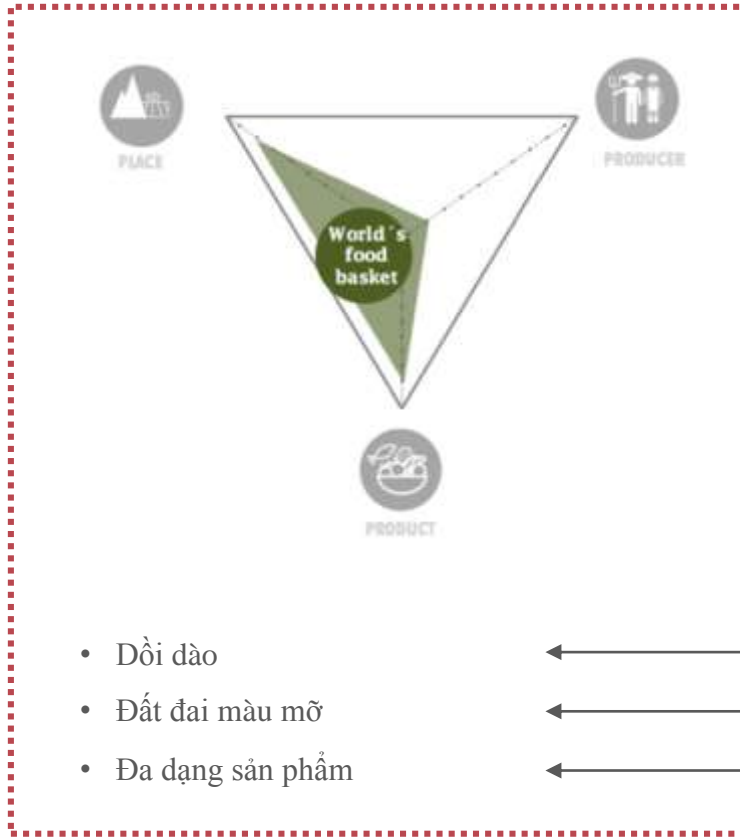 PLACE
PRODUCER
World´s
food
basket
PRODUCT
• Dồi dào
• Đất đai màu mỡ
• Đa dạng sản phẩm